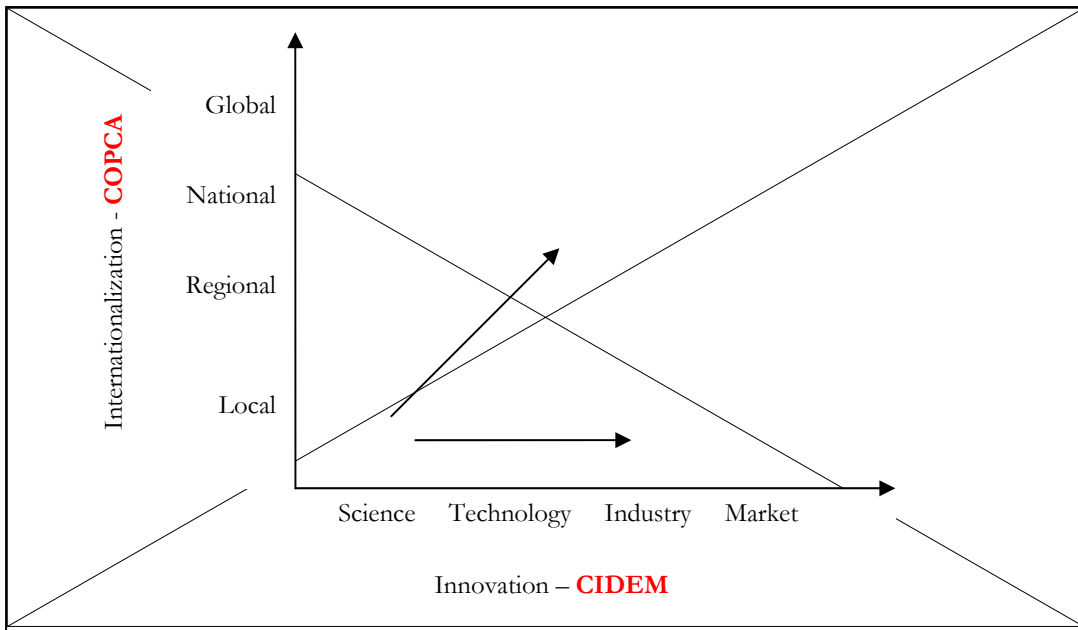 Global
National
Regional
Local
Internationalization - COPCA
Science Technology Industry Market
Innovation – CIDEM